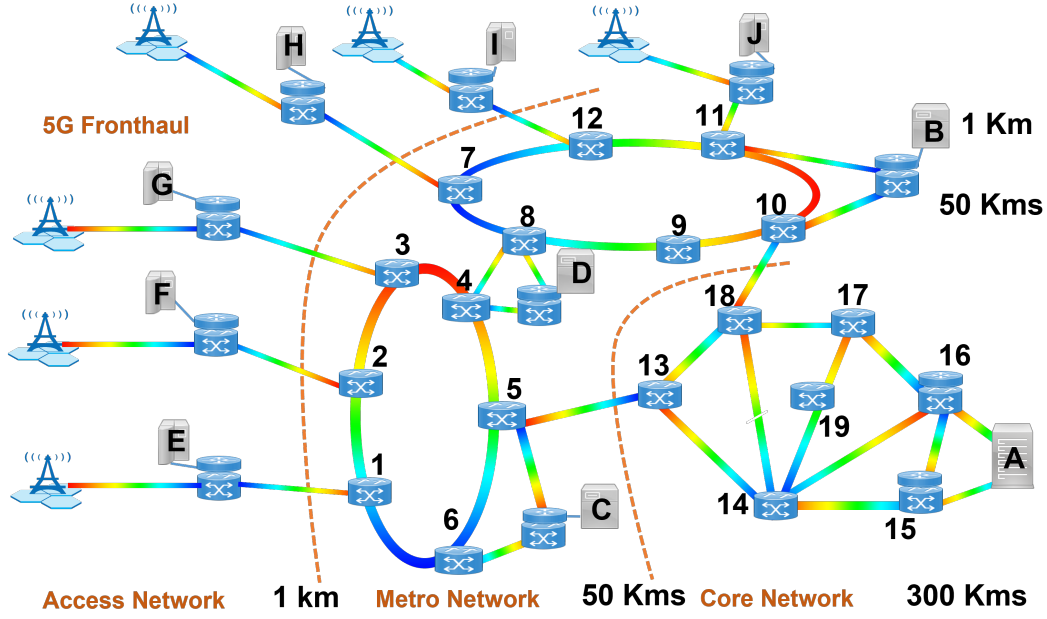 H
I
J
5G Fronthaul
12
11
B
1 Km
7
G
50 Kms
8
9
10
3
D
4
F
18
17
2
13
16
5
19
E
1
A
C
14
15
6
Access Network
1 km
Metro Network
50 Kms
Core Network
300 Kms